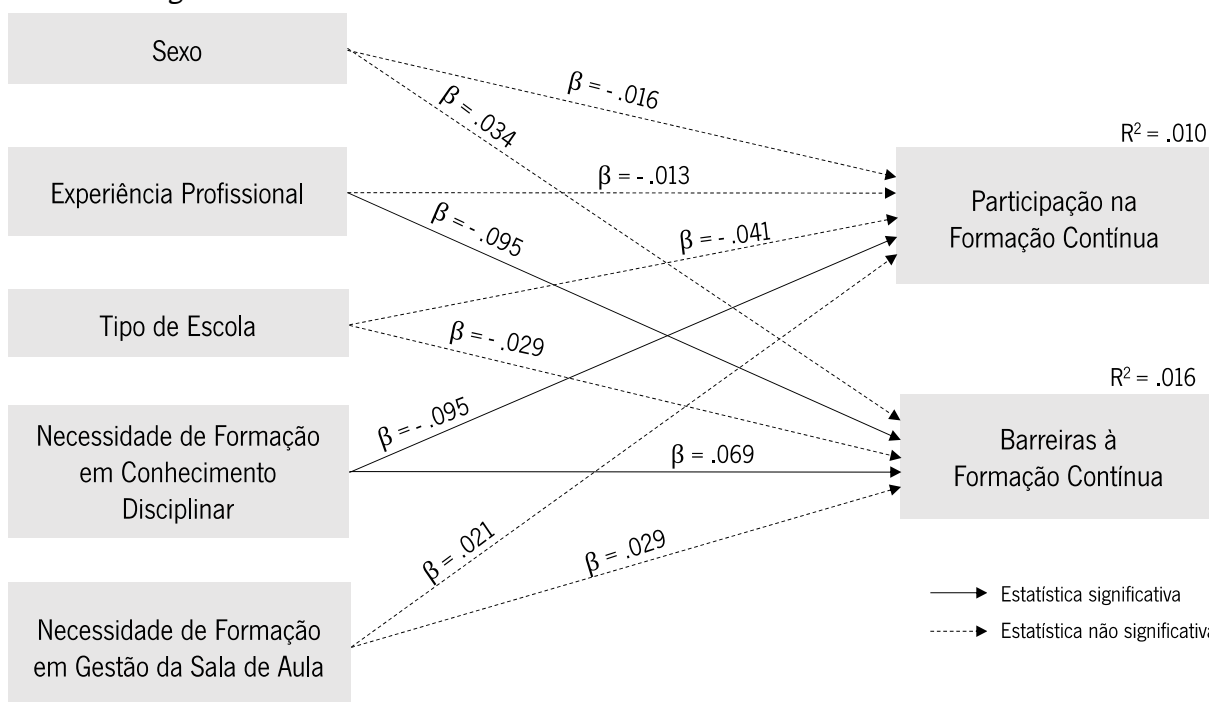 Sexo
β = - .016
β = .034
R² = .010
Experiência Profissional
β = - .013
β = - .095
Participação na
Formação Contínua
Tipo de Escola
β = - .041
β = - .029
R² = .016
Necessidade de Formação
em Conhecimento
Disciplinar
β = - .095
β = .069
Barreiras à
Formação Contínua
β = .021
β = .029
Necessidade de Formação
em Gestão da Sala de Aula
Estatística significativa
Estatística não significativa